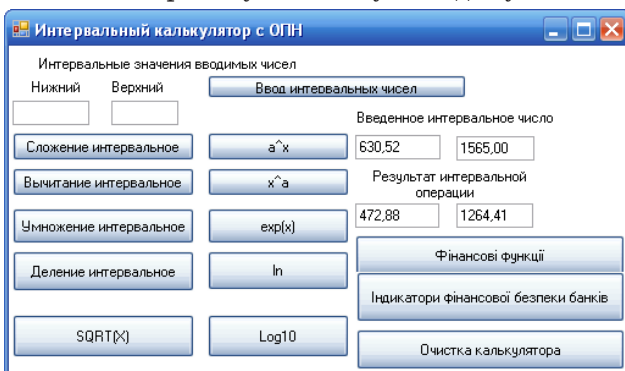 Интервальный калькулятор с ОПН
Интервальные значения вводимых чисел
Нижний Верхний Ввод интервальных чисел
Введенное интервальное число
Сложение интервальное a^x 630,52 1565,00
Вычитание интервальное x^a Результат интервальной
операции
Умножение интервальное exp(x) 472,88 1264,41
Фінансові функції
Деление интервальное ln
Індикатори фінансової безпеки банків
SQRT(X) Log10
Очистка калькулятора